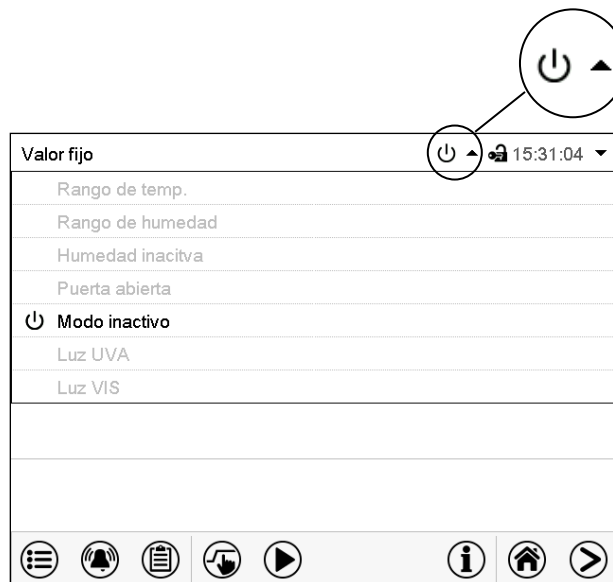 Valor fijo 15:31:04
Rango de temp.
Rango de humedad
Humedad inacitva
Puerta abierta
Modo inactivo
Luz UVA
Luz VIS